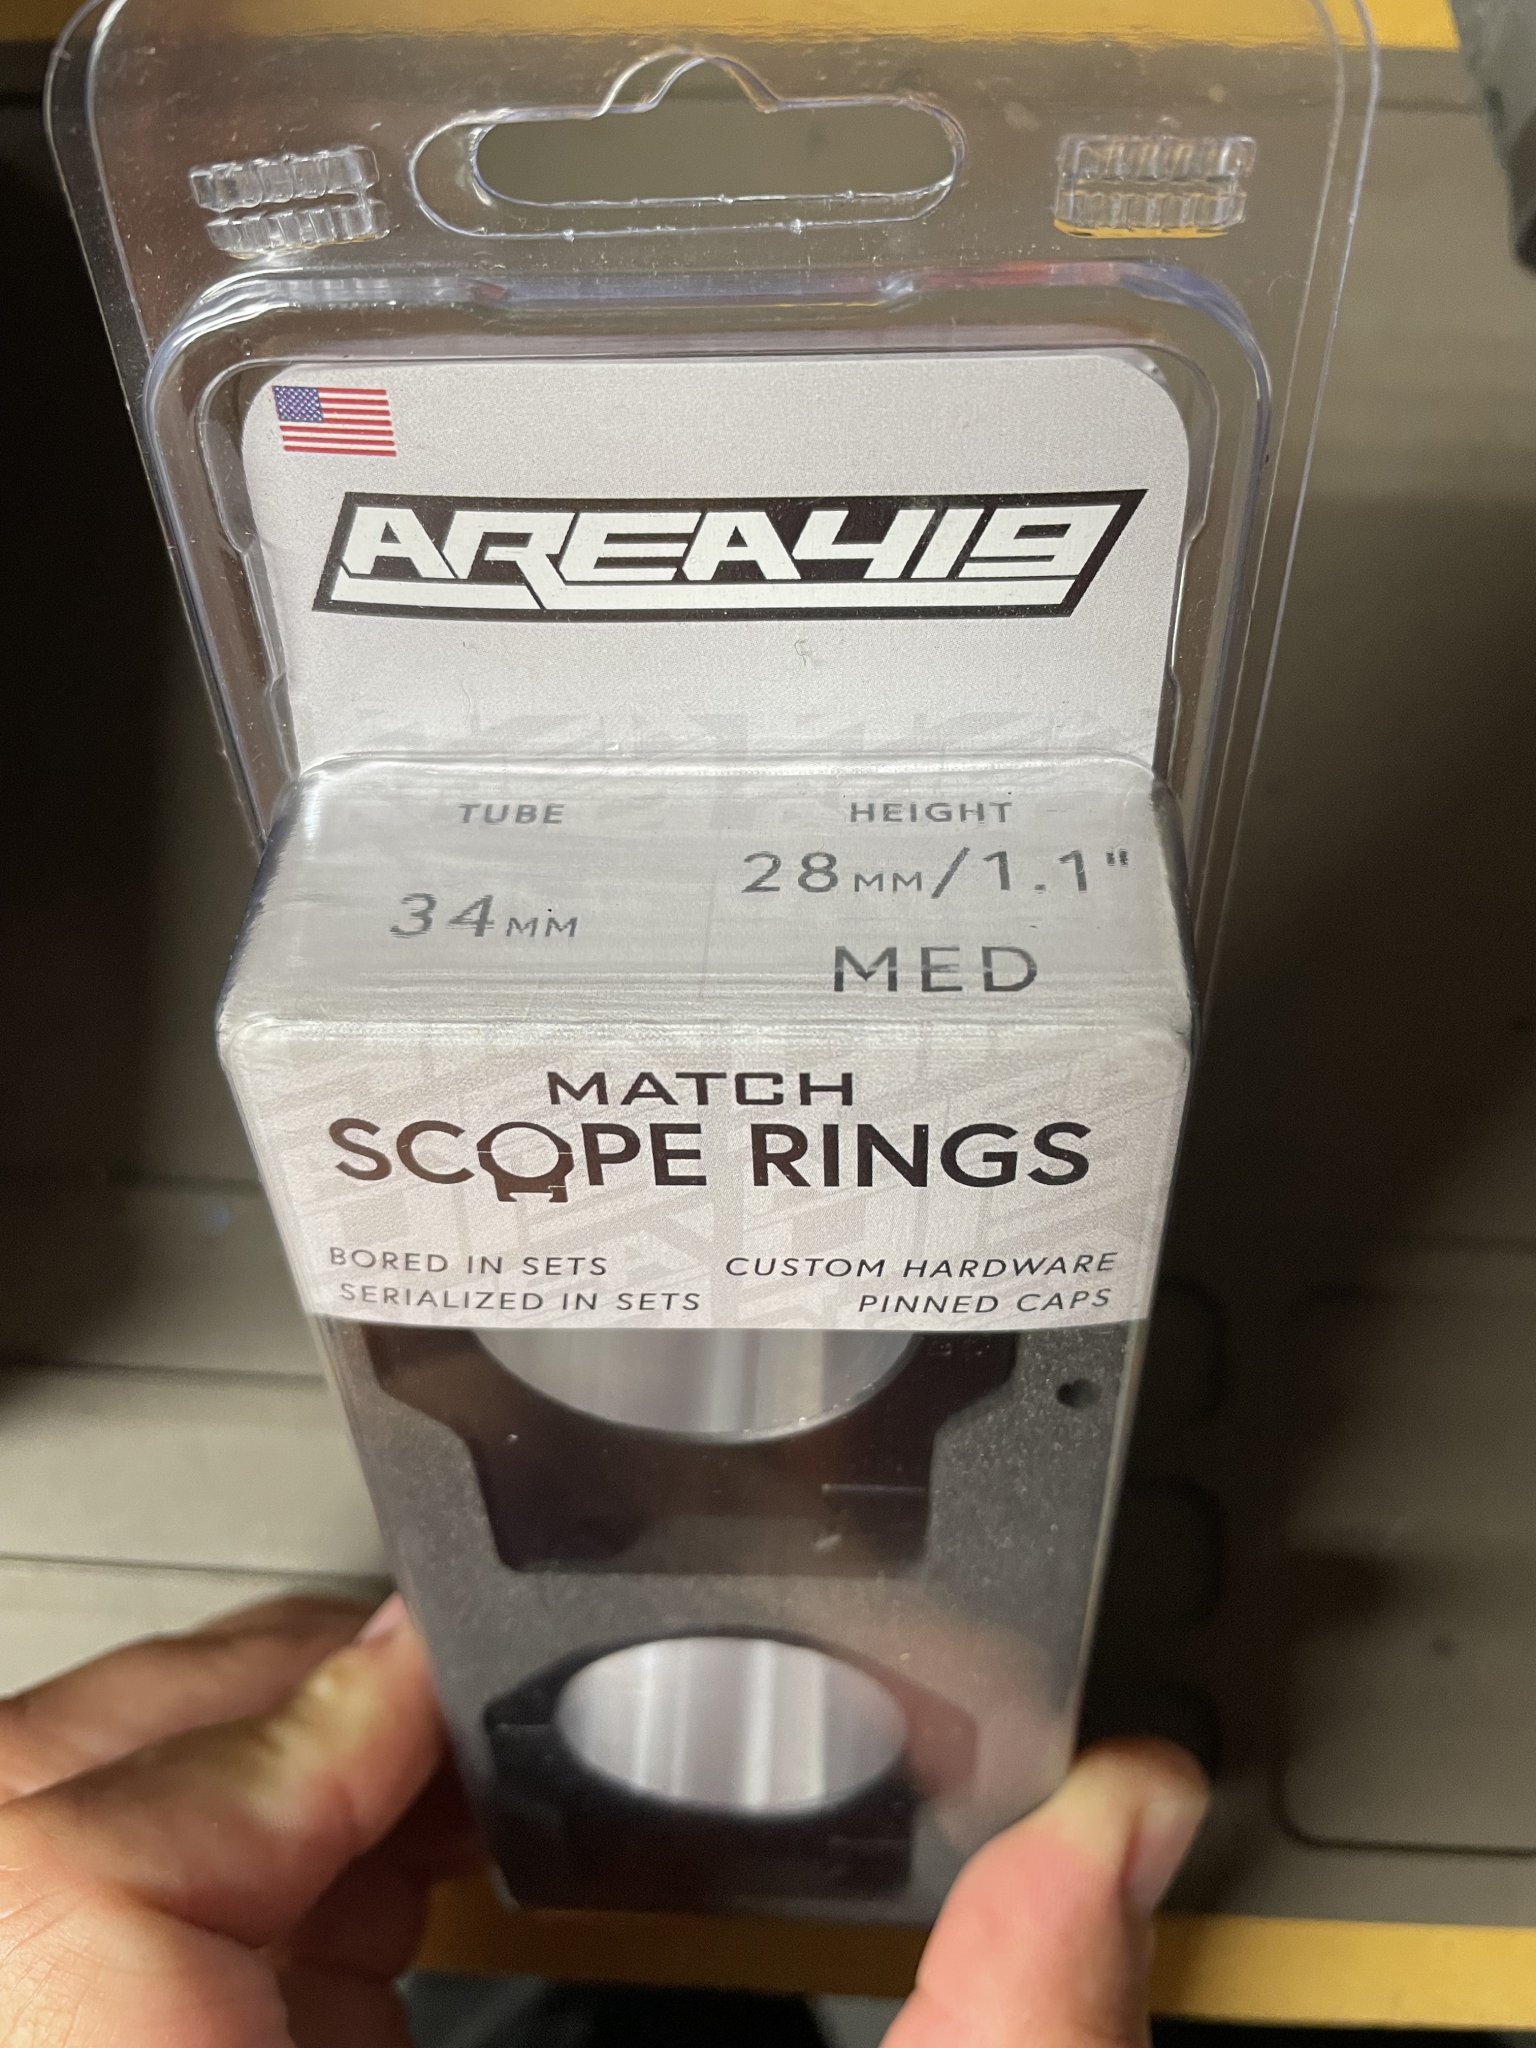 AREA419
TUBE
HEIGHT
34MM
28MM/1.1"
MED
MATCH
SCOPE RINGS
BORED IN SETS
SERIALIZED IN SETS
CUSTOM HARDWARE
PINNED CAPS